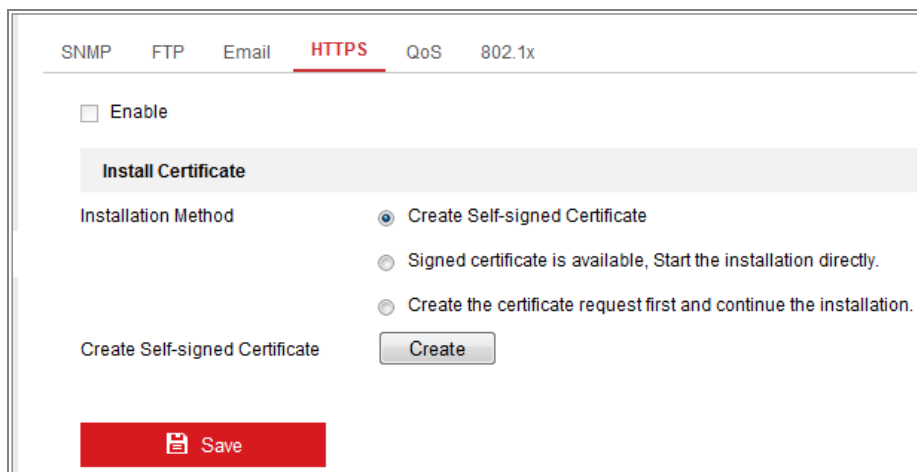 SNMP FTP Email HTTPS QoS 802.1x
Enable
Install Certificate
Installation Method Create Self-signed Certificate
Signed certificate is available, Start the installation directly.
Create the certificate request first and continue the installation.
Create Self-signed Certificate Create
Save